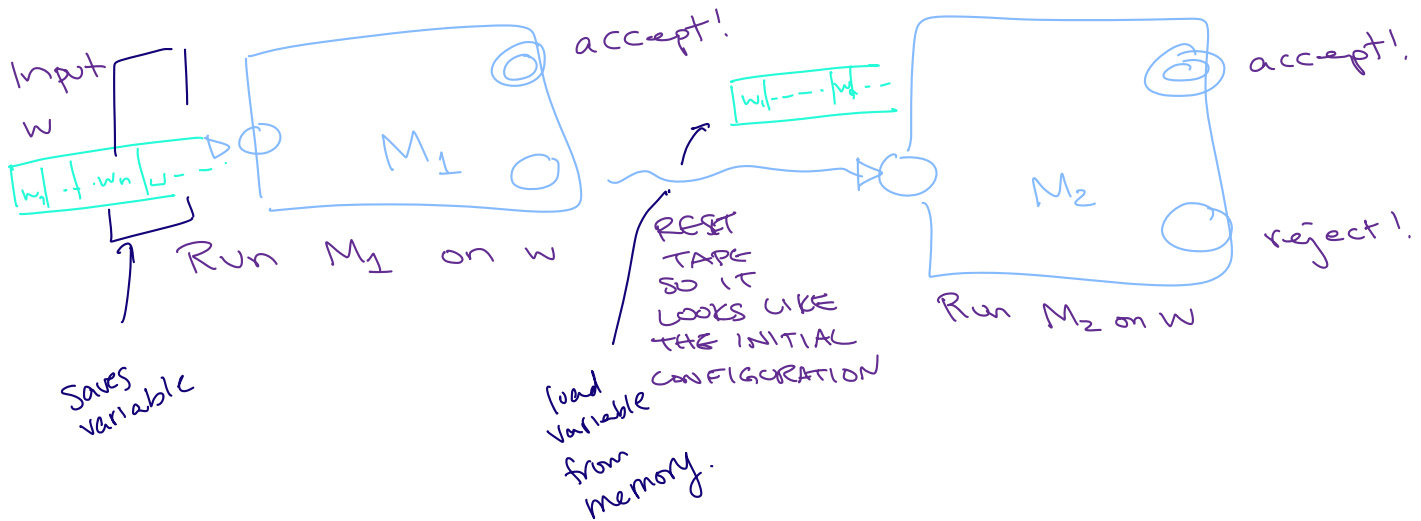 Input
w
w1 . . . wn ⊔ - - .
M1
accept!
Run M1 on w
saves
variable
w1 - - - - . wn - -
RESET
TAPE
SO IT
LOOKS LIKE
THE INITIAL
CONFIGURATION
load
variable
from
memory.
M2
accept!.
reject!.
Run M2 on w